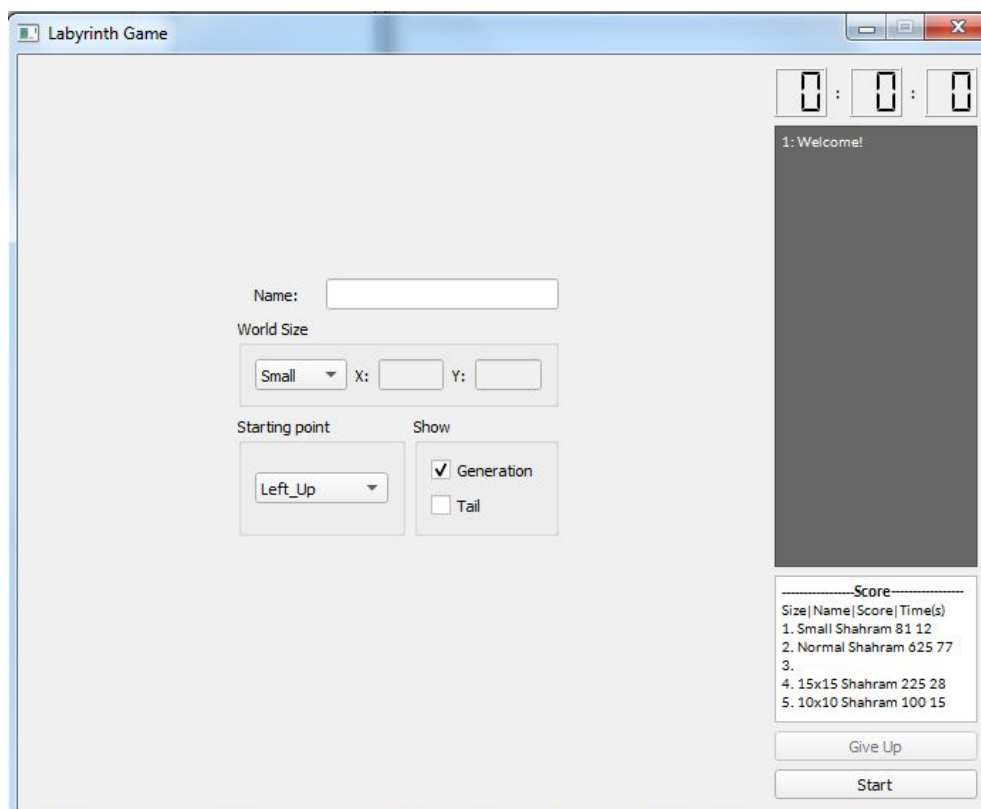 Labyrinth Game
0 : 0 : 0
1: Welcome!
Name:
World Size
Small X: Y:
Starting point Show
Left_Up Generation
Tail
-----------------Score-----------------
Size|Name|Score|Time(s)
1. Small Shahram 81 12
2. Normal Shahram 625 77
3.
4. 15x15 Shahram 225 28
5. 10x10 Shahram 100 15
Give Up
Start